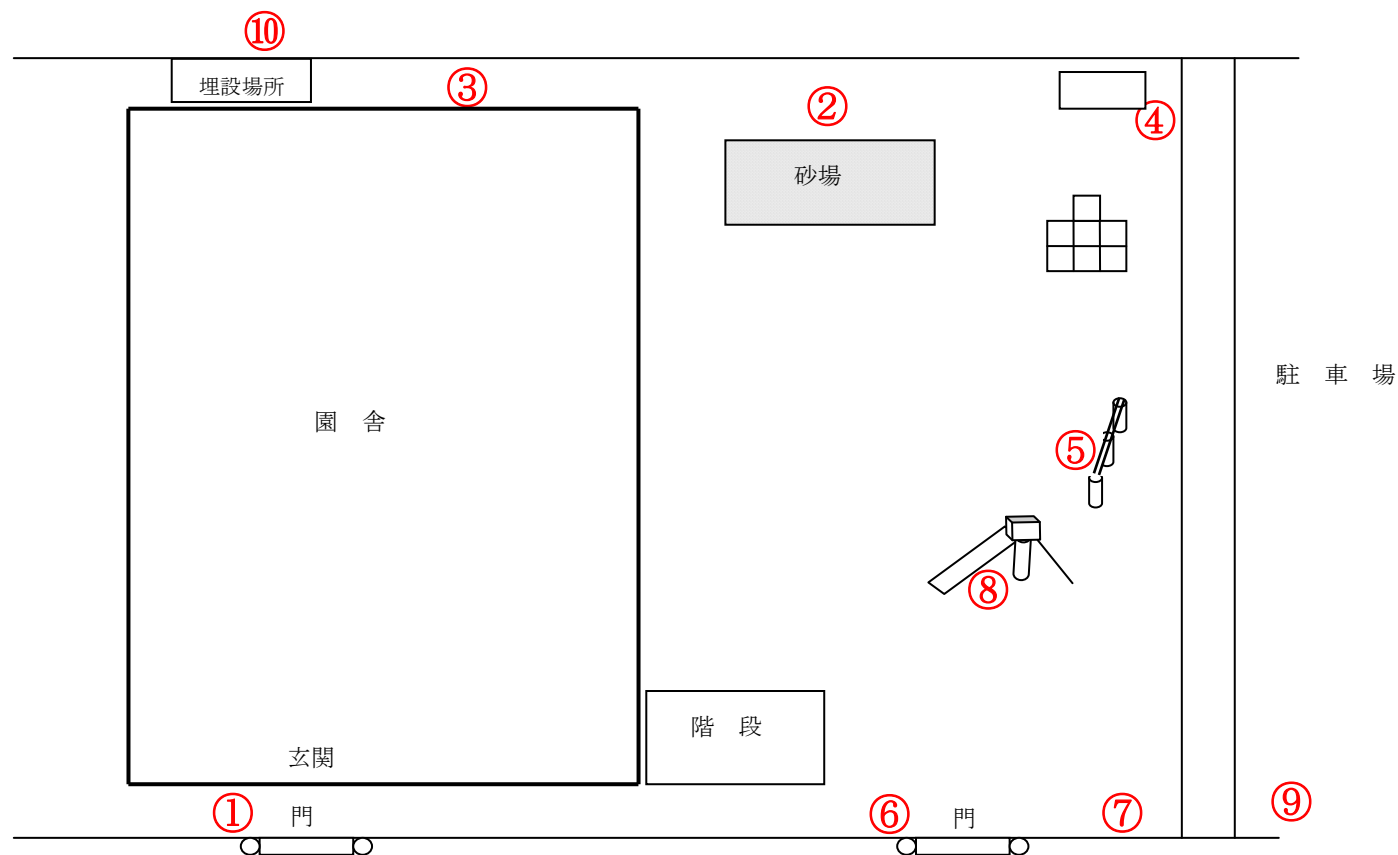 ⑩
埋設場所
③
②
④
砂場
駐 車 場
園 舎
⑤
⑧
階 段
玄関
①
門
⑥
門
⑦
⑨